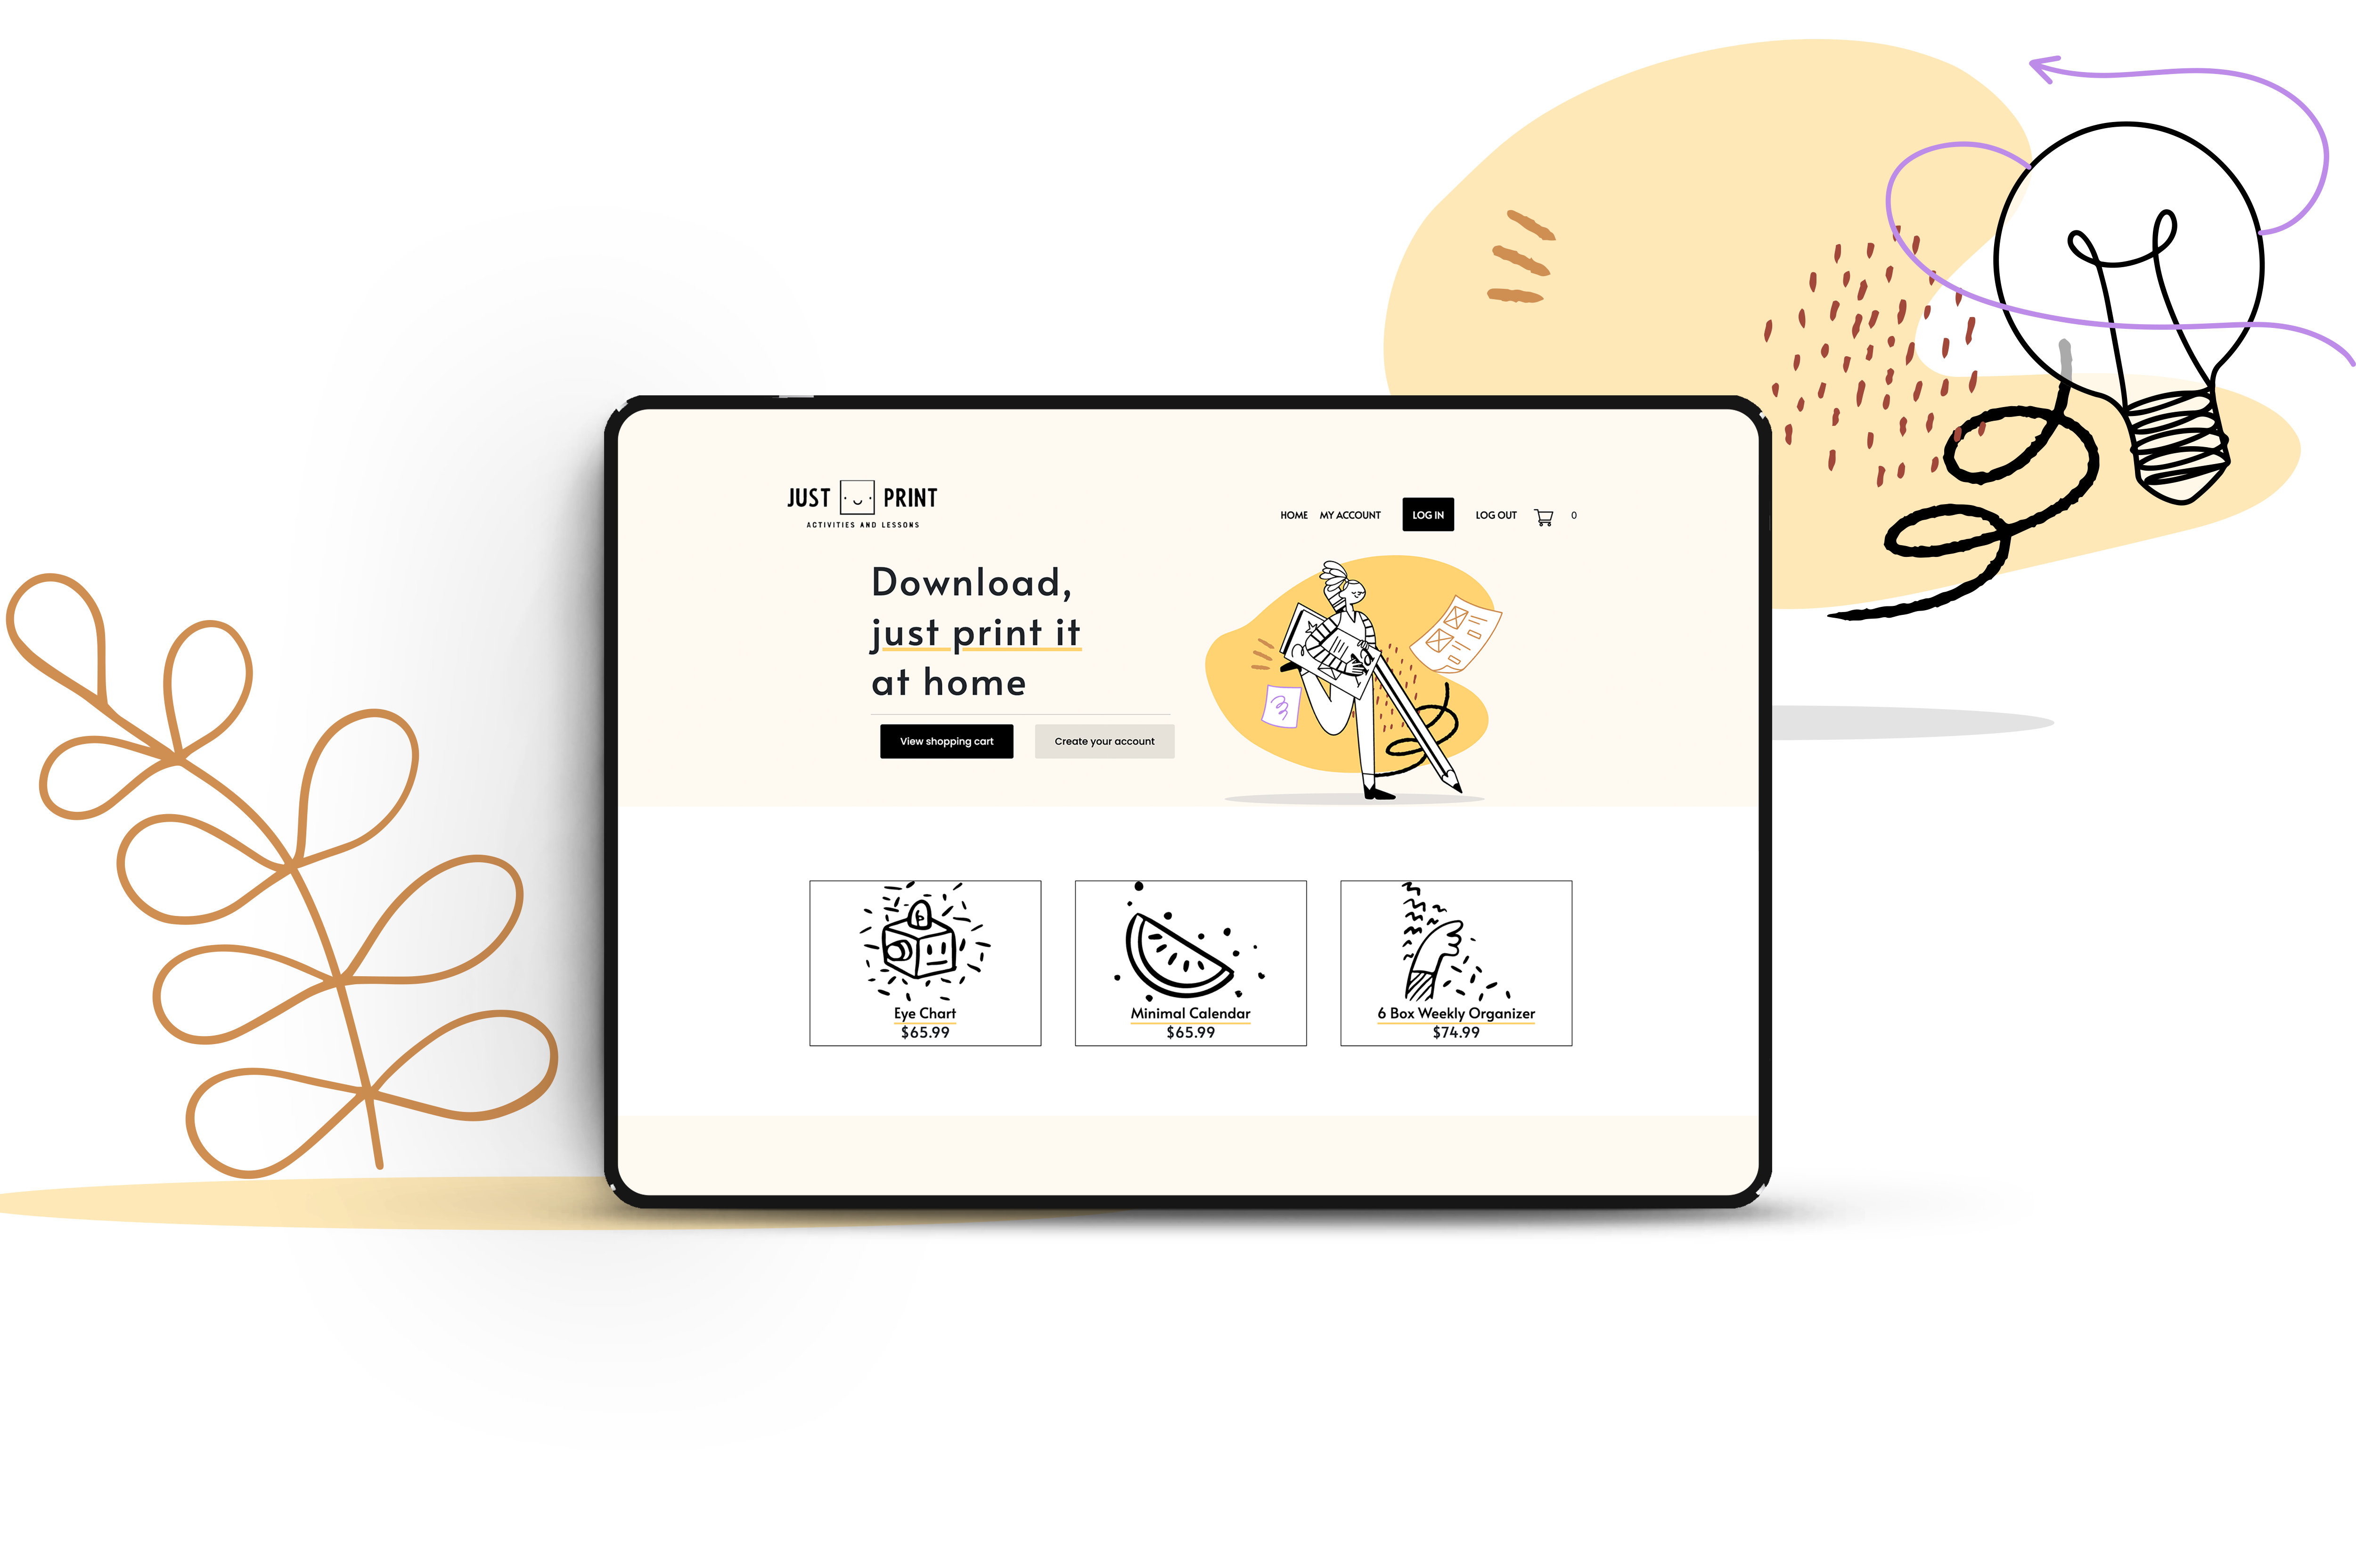 JUST PRINT
ACTIVITIES AND LESSONS
HOME MY ACCOUNT LOG IN LOG OUT 0
Download,
just print it
at home
View shopping cart Create your account
Eye Chart
$65.99
Minimal Calendar
$65.99
6 Box Weekly Organizer
$74.99